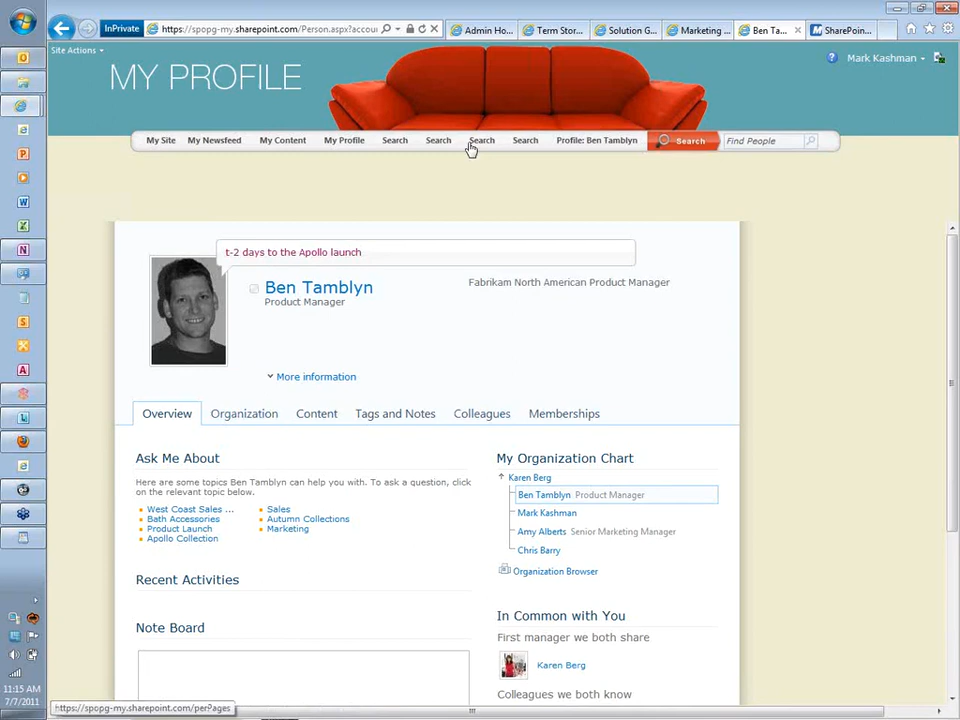 InPrivate
https://spopg-my.sharepoint.com/Person.aspx?accou
Admin Ho...
Term Stor...
Solution G...
Marketing ...
Ben Ta...
SharePoin...
Site Actions
MY PROFILE
Mark Kashman
My Site
My Newsfeed
My Content
My Profile
Search
Search
Search
Search
Profile: Ben Tamblyn
Search
Find People
t-2 days to the Apollo launch
Ben Tamblyn
Product Manager
Fabrikam North American Product Manager
More information
Overview
Organization
Content
Tags and Notes
Colleagues
Memberships
Ask Me About
Here are some topics Ben Tamblyn can help you with. To ask a question, click
on the relevant topic below.
West Coast Sales ...
Bath Accessories
Product Launch
Apollo Collection
Sales
Autumn Collections
Marketing
Recent Activities
Note Board
My Organization Chart
Karen Berg
Ben Tamblyn Product Manager
Mark Kashman
Amy Alberts Senior Marketing Manager
Chris Barry
Organization Browser
In Common with You
First manager we both share
Karen Berg
Colleagues we both know
11:15 AM
7/7/2011
https://spopg-my.sharepoint.com/perPages